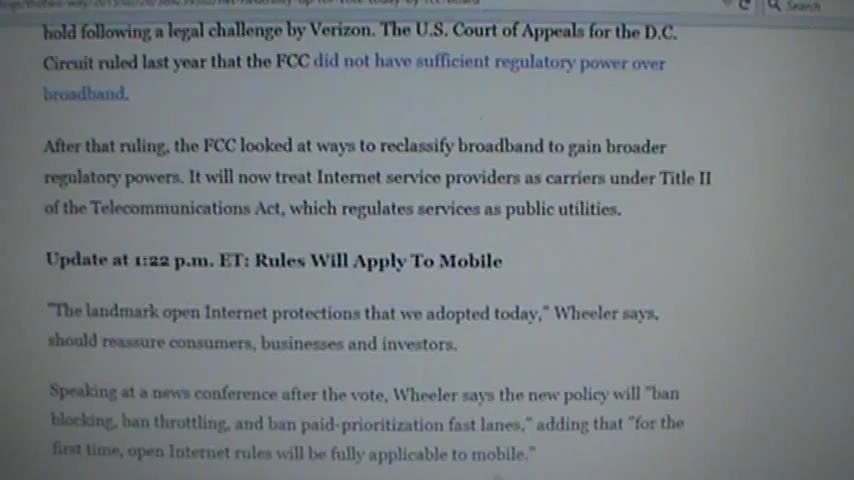 Search
hold following a legal challenge by Verizon. The U.S. Court of Appeals for the D.C.
Circuit ruled last year that the FCC did not have sufficient regulatory power over
broadband.
After that ruling, the FCC looked at ways to reclassify broadband to gain broader
regulatory powers. It will now treat Internet service providers as carriers under Title II
of the Telecommunications Act, which regulates services as public utilities.
Update at 1:22 p.m. ET: Rules Will Apply To Mobile
"The landmark open Internet protections that we adopted today," Wheeler says,
should reassure consumers, businesses and investors.
Speaking at a news conference after the vote, Wheeler says the new policy will "ban
blocking, ban throttling, and ban paid-prioritization fast lanes," adding that "for the
first time, open Internet rules will be fully applicable to mobile."